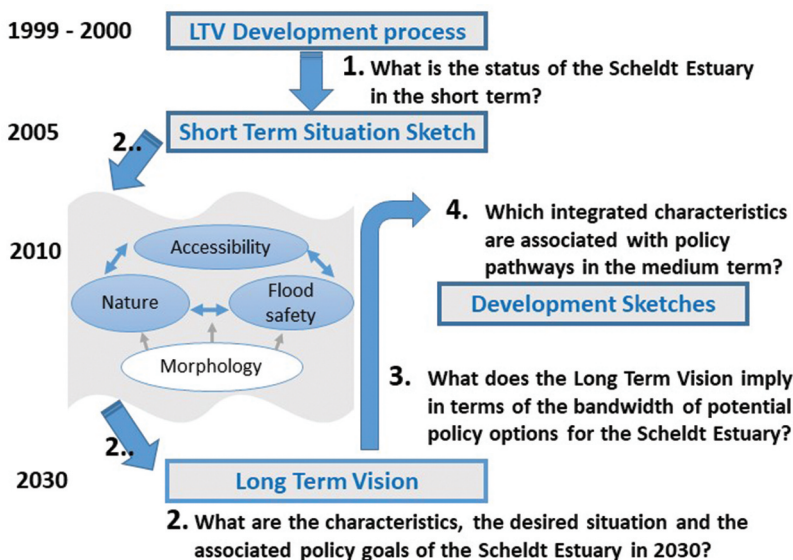 1999 - 2000
LTV Development process
1. What is the status of the Scheldt Estuary
in the short term?
2005
Short Term Situation Sketch
2..
2010
Accessibility
Nature
Flood
safety
Morphology
4. Which integrated characteristics
are associated with policy
pathways in the medium term?
Development Sketches
3. What does the Long Term Vision imply
in terms of the bandwidth of potential
policy options for the Scheldt Estuary?
2..
2030
Long Term Vision
2. What are the characteristics, the desired situation and the
associated policy goals of the Scheldt Estuary in 2030?